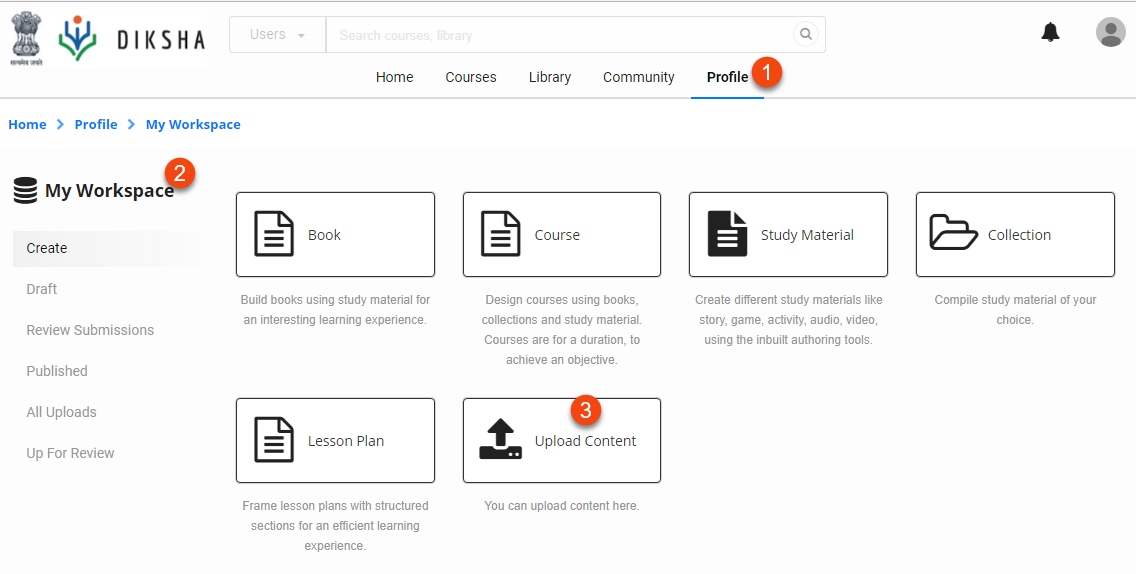 सत्यमेव जयते
DIKSHA
Users
Search courses, library
Home Courses Library Community Profile 1
Home Profile My Workspace
My Workspace 2
Create
Draft
Review Submissions
Published
All Uploads
Up For Review
Book
Build books using study material for
an interesting learning experience.
Course
Design courses using books,
collections and study material.
Courses are for a duration, to
achieve an objective.
Study Material
Create different study materials like
story, game, activity, audio, video,
using the inbuilt authoring tools.
Collection
Compile study material of your
choice.
Lesson Plan
Frame lesson plans with structured
sections for an efficient learning
experience.
3
Upload Content
You can upload content here.